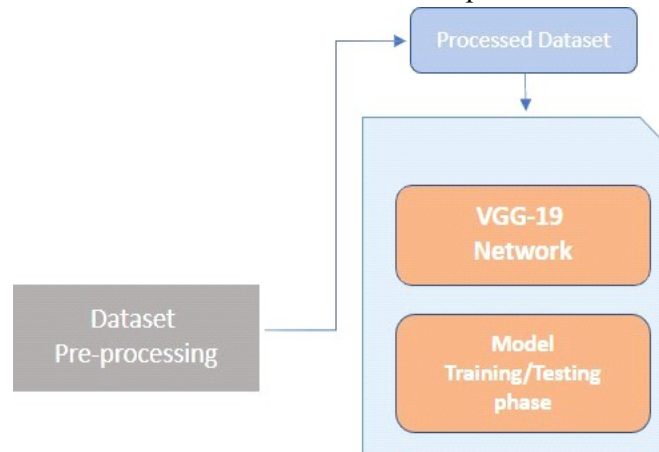 Processed Dataset
VGG-19
Network
Dataset
Pre-processing
Model
Training/Testing
phase